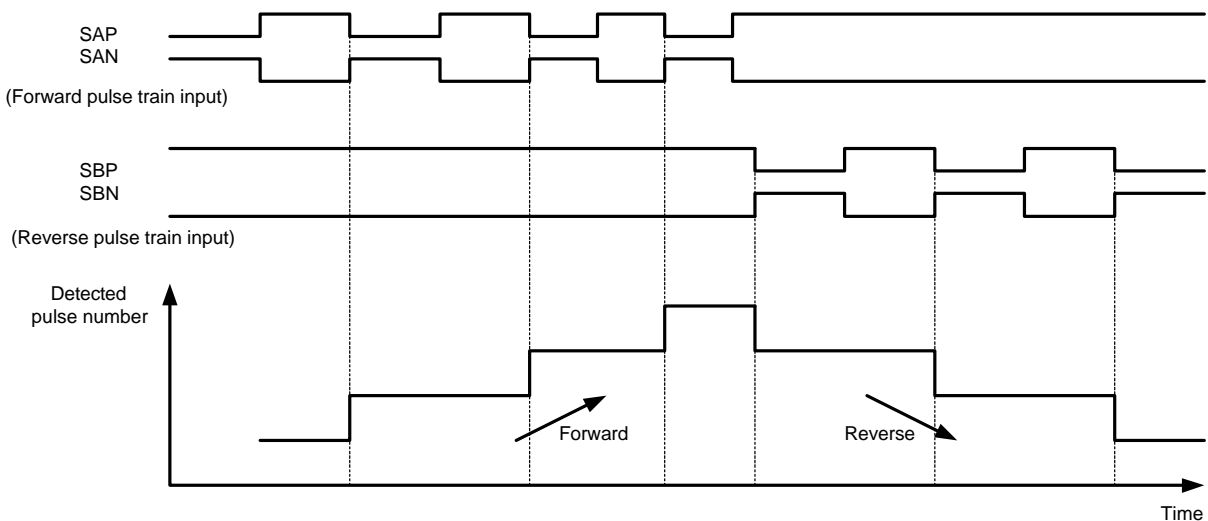 SAP
SAN
(Forward pulse train input)
SBP
SBN
(Reverse pulse train input)
Detected
pulse number
Forward
Reverse
Time